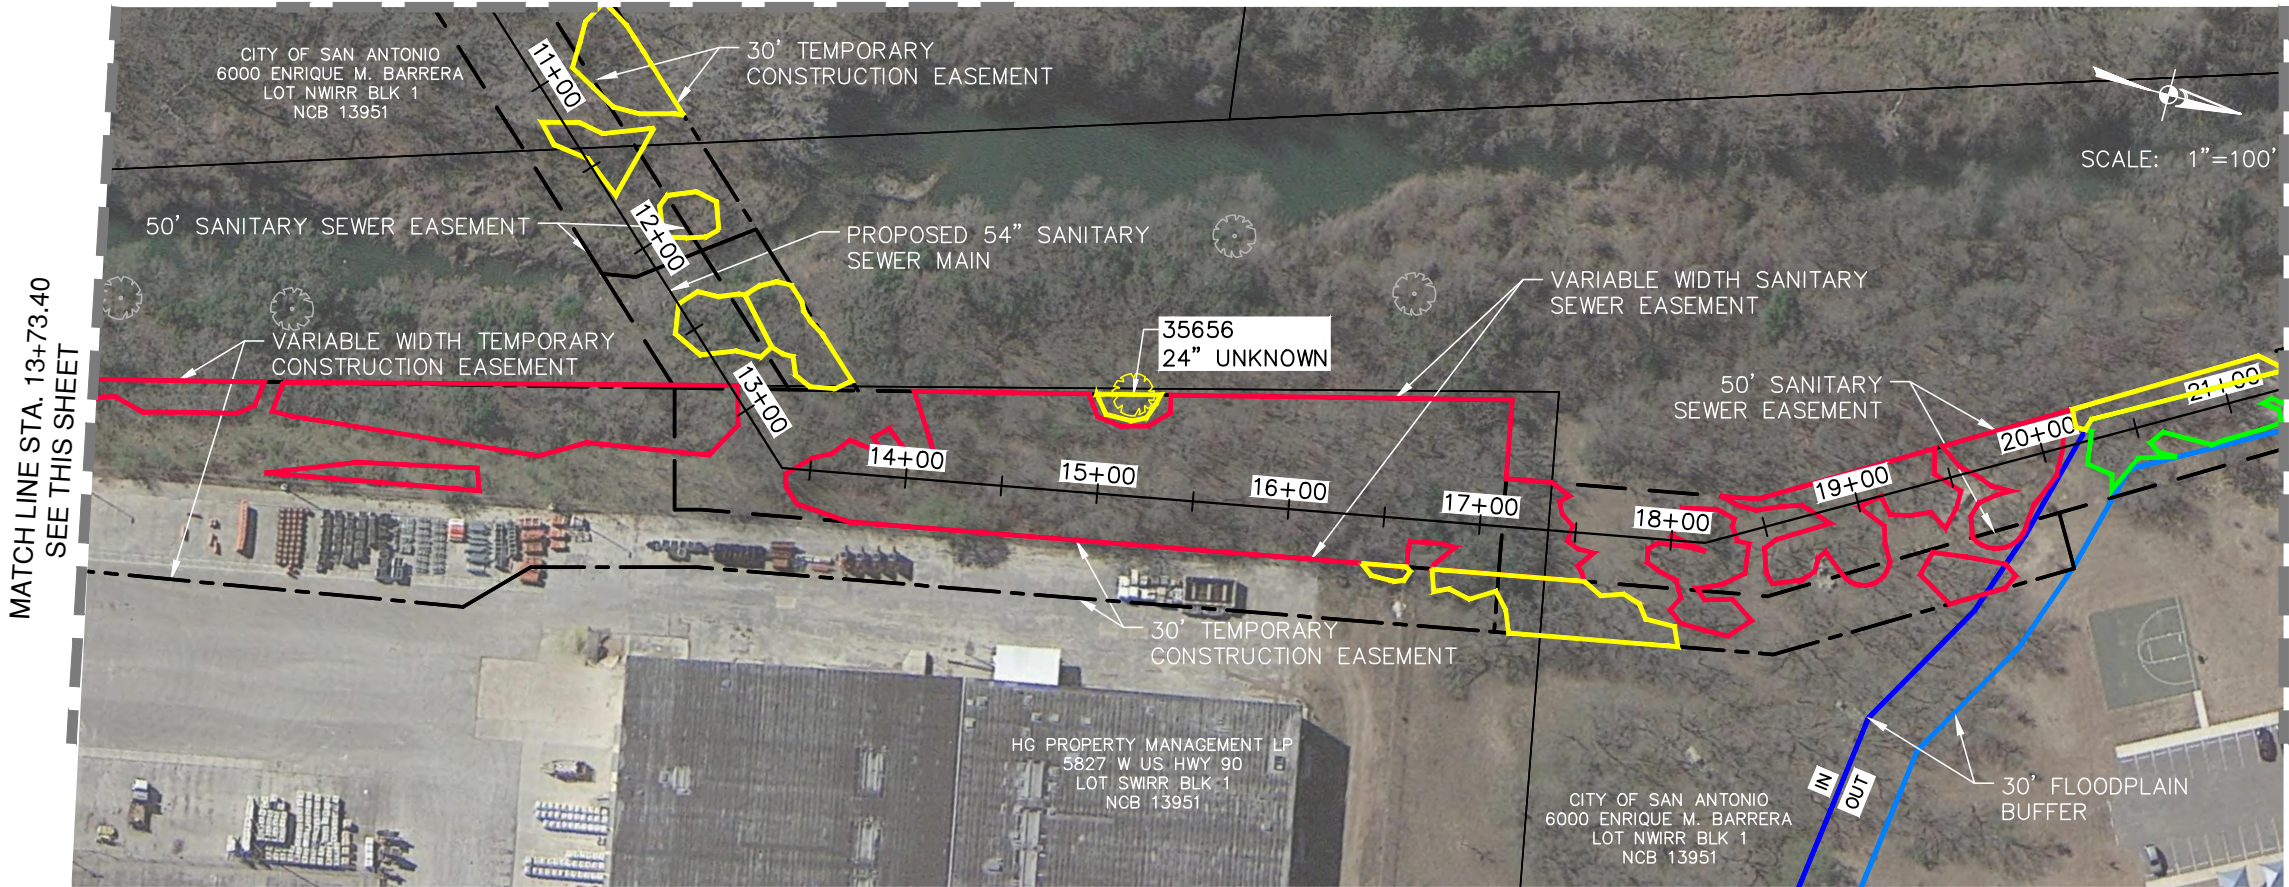 CITY OF SAN ANTONIO
6000 ENRIQUE M. BARRERA
LOT NWIRR BLK 1
NCB 13951
11+00
30' TEMPORARY
CONSTRUCTION EASEMENT
SCALE: 1"=100'
50' SANITARY SEWER EASEMENT
12+00
PROPOSED 54" SANITARY
SEWER MAIN
VARIABLE WIDTH SANITARY
SEWER EASEMENT
MATCH LINE STA. 13+73.40
SEE THIS SHEET
VARIABLE WIDTH TEMPORARY
CONSTRUCTION EASEMENT
35656
24" UNKNOWN
13+00
50' SANITARY
SEWER EASEMENT
21+00
20+00
14+00
15+00
16+00
17+00
18+00
19+00
30' TEMPORARY
CONSTRUCTION EASEMENT
HG PROPERTY MANAGEMENT LP
5827 W US HWY 90
LOT SWIRR BLK 1
NCB 13951
IN
OUT
30' FLOODPLAIN
BUFFER
CITY OF SAN ANTONIO
6000 ENRIQUE M. BARRERA
LOT NWIRR BLK 1
NCB 13951